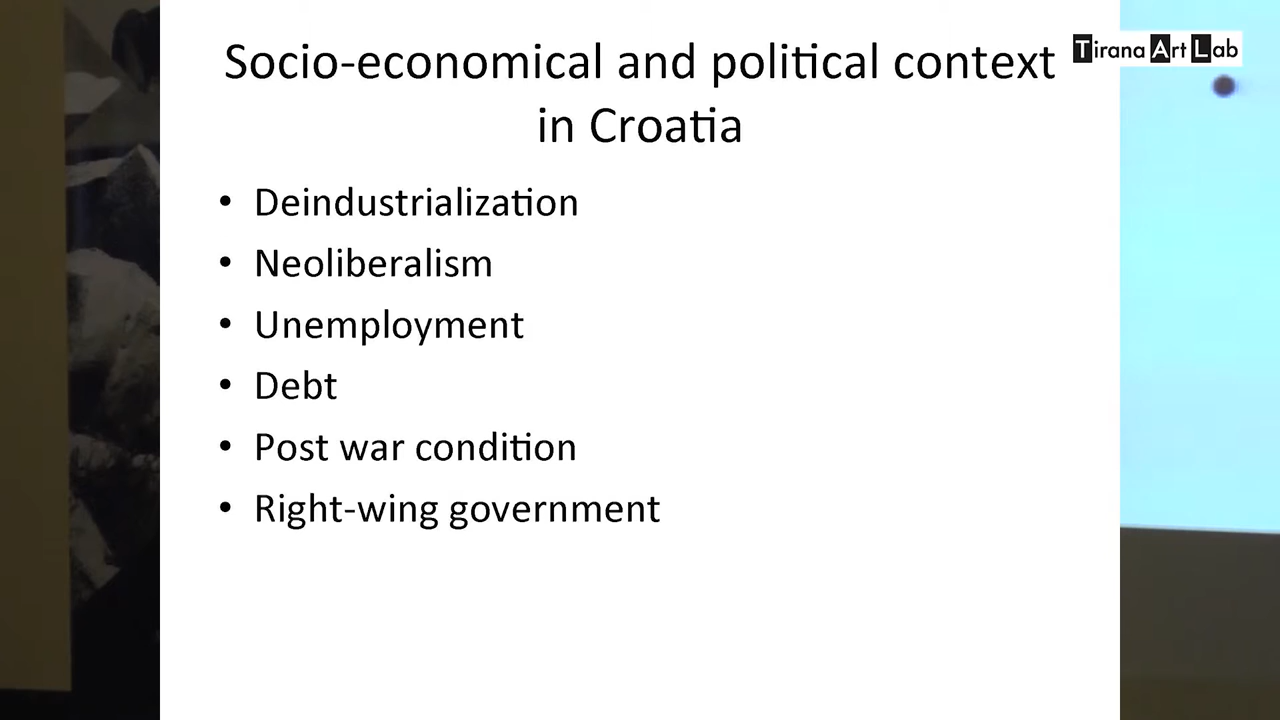 Socio-economical and political context
in Croatia
Tirana Art Lab
• Deindustrialization
• Neoliberalism
• Unemployment
• Debt
• Post war condition
• Right-wing government